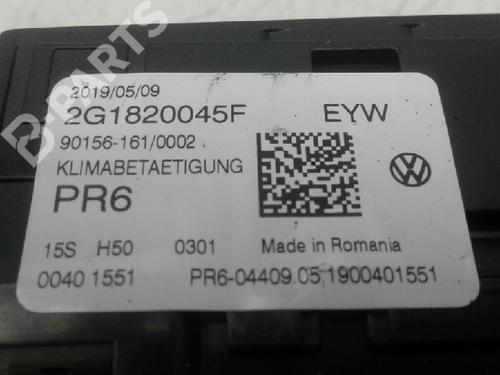 B-PARTS
2019/05/09
2G1820045F EYW
90156-161/0002
KLIMABETAETIGUNG
PR6
15S H50 0301 Made in Romania
0040 1551 PR6-04409.05 1900401551